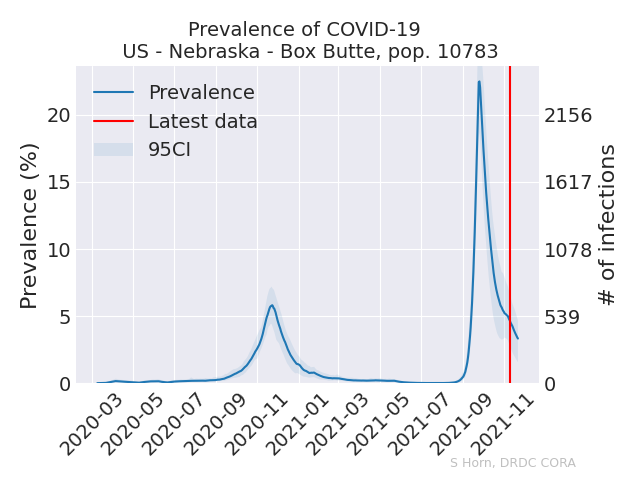 Prevalence of COVID-19
US - Nebraska - Box Butte, pop. 10783
Prevalence
Latest data
95CI
Prevalence (%)
20
15
10
5
0
2156
1617
1078
539
0
# of infections
2020-03
2020-05
2020-07
2020-09
2020-11
2021-01
2021-03
2021-05
2021-07
2021-09
2021-11
S Horn, DRDC CORA